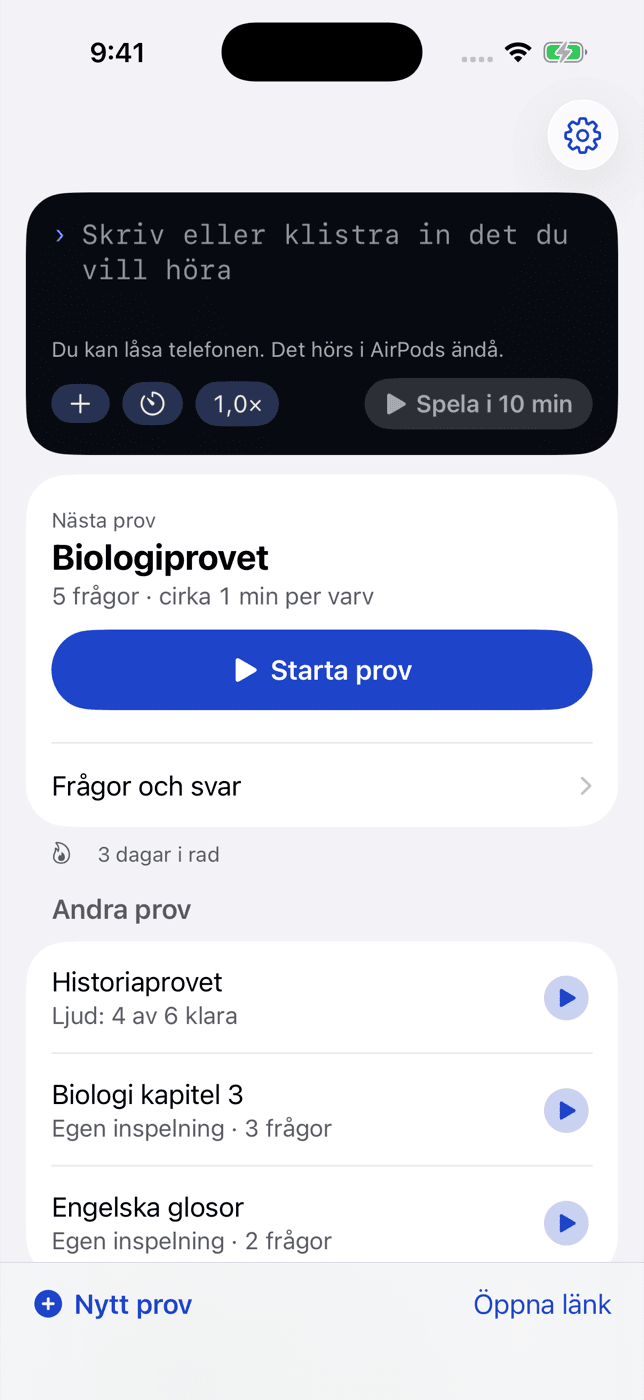 9:41
› Skriv eller klistra in det du
vill höra
Du kan låsa telefonen. Det hörs i AirPods ändå.
1,0×
Spela i 10 min
Nästa prov
Biologiprovet
5 frågor · cirka 1 min per varv
Starta prov
Frågor och svar
3 dagar i rad
Andra prov
Historiaprovet
Ljud: 4 av 6 klara
Biologi kapitel 3
Egen inspelning · 3 frågor
Engelska glosor
Egen inspelning · 2 frågor
Nytt prov
Öppna länk